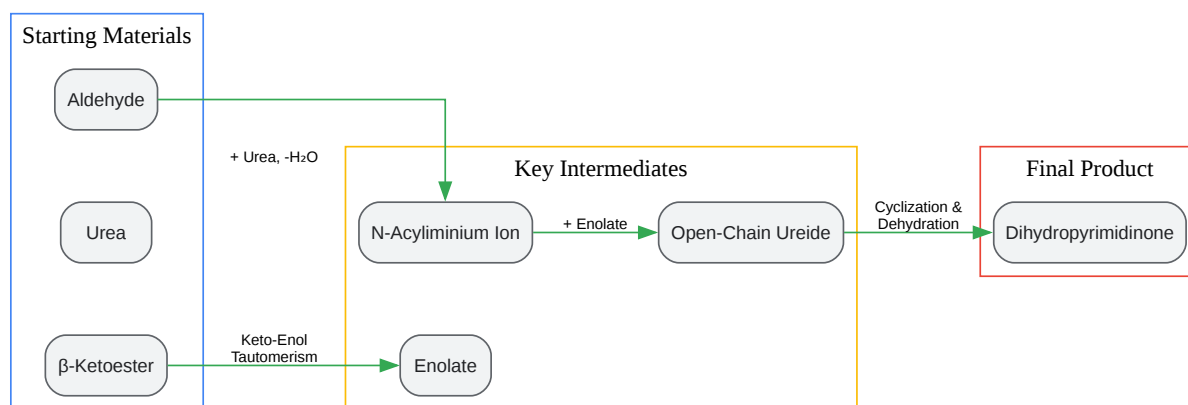 Starting Materials
Aldehyde
+ Urea, -H₂O
Key Intermediates
Final Product
Urea
N-Acyliminium Ion
+ Enolate
Open-Chain Ureide
Cyclization &
Dehydration
Dihydropyrimidinone
β-Ketoester
Keto-Enol
Tautomerism
Enolate